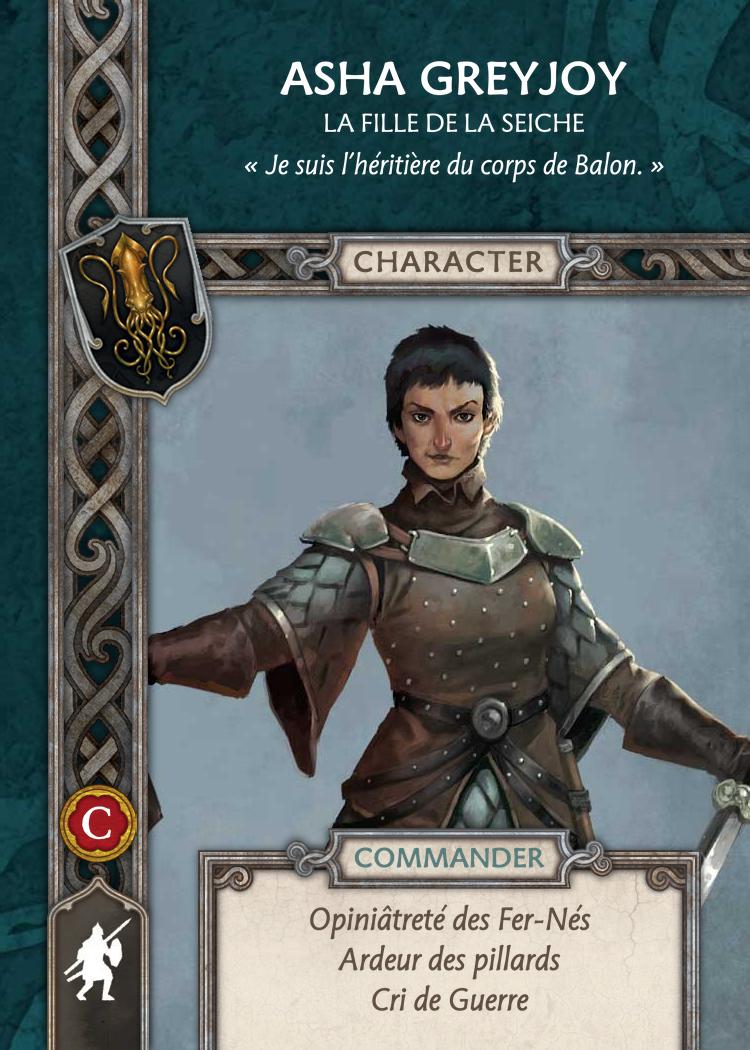 ASHA GREYJOY
LA FILLE DE LA SEICHE
« Je suis l'héritière du corps de Balon. »
CHARACTER
C
COMMANDER
Opiniâtreté des Fer-Nés
Ardeur des pillards
Cri de Guerre